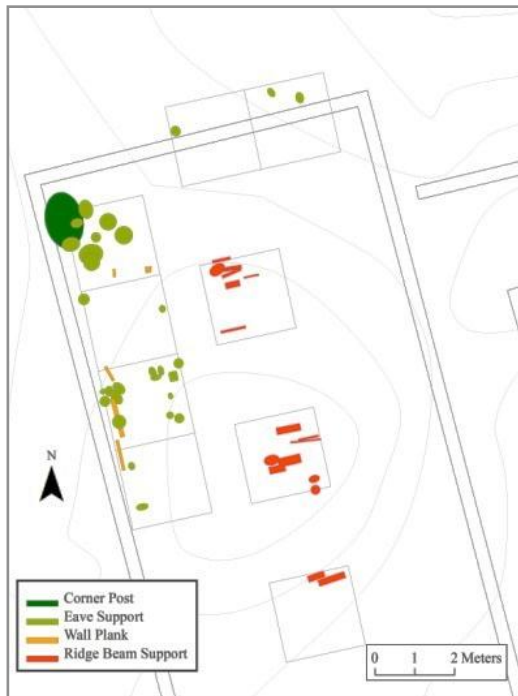 N
Corner Post
Eave Support
Wall Plank
Ridge Beam Support
0 1 2 Meters